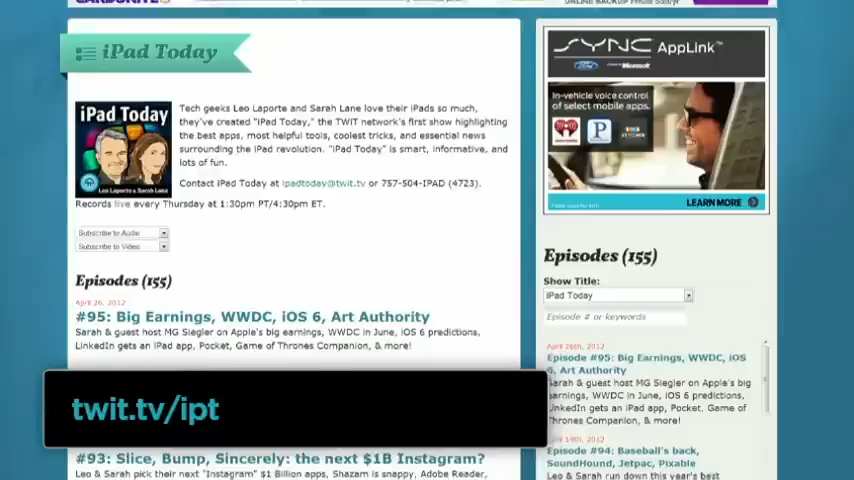 CARBONITE
iPad Today
iPad Today
Leo Laporte & Sarah Lane
Tech geeks Leo Laporte and Sarah Lane love their iPads so much,
they've created "iPad Today," the TWiT network's first show highlighting
the best apps, most helpful tools, coolest tricks, and essential news
surrounding the iPad revolution. "iPad Today" is smart, informative, and
lots of fun.
Contact iPad Today at ipadtoday@twit.tv or 757-504-IPAD (4723).
Records live every Thursday at 1:30pm PT/4:30pm ET.
Subscribe to Audio
Subscribe to Video
Episodes (155)
April 26, 2012
#95: Big Earnings, WWDC, iOS 6, Art Authority
Sarah & guest host MG Siegler on Apple's big earnings, WWDC in June, iOS 6 predictions,
LinkedIn gets an iPad app, Pocket, Game of Thrones Companion, & more!
twit.tv/ipt
#93: Slice, Bump, Sincerely: the next $1B Instagram?
Leo & Sarah pick their next "Instagram" $1 Billion apps, Shazam is snappy, Adobe Reader,
SYNC AppLink™
Ford
Microsoft
In-vehicle voice control
of select mobile apps.
LEARN MORE
Episodes (155)
Show Title:
iPad Today
Episode # or keywords
April 26th, 2012
Episode #95: Big Earnings, WWDC, iOS
6, Art Authority
Sarah & guest host MG Siegler on Apple's big
earnings, WWDC in June, iOS 6 predictions,
LinkedIn gets an iPad app, Pocket, Game of
Thrones Companion, & more!
19th, 2012
Episode #94: Baseball's back,
SoundHound, Jetpac, Pixable
Leo & Sarah run down this year's best